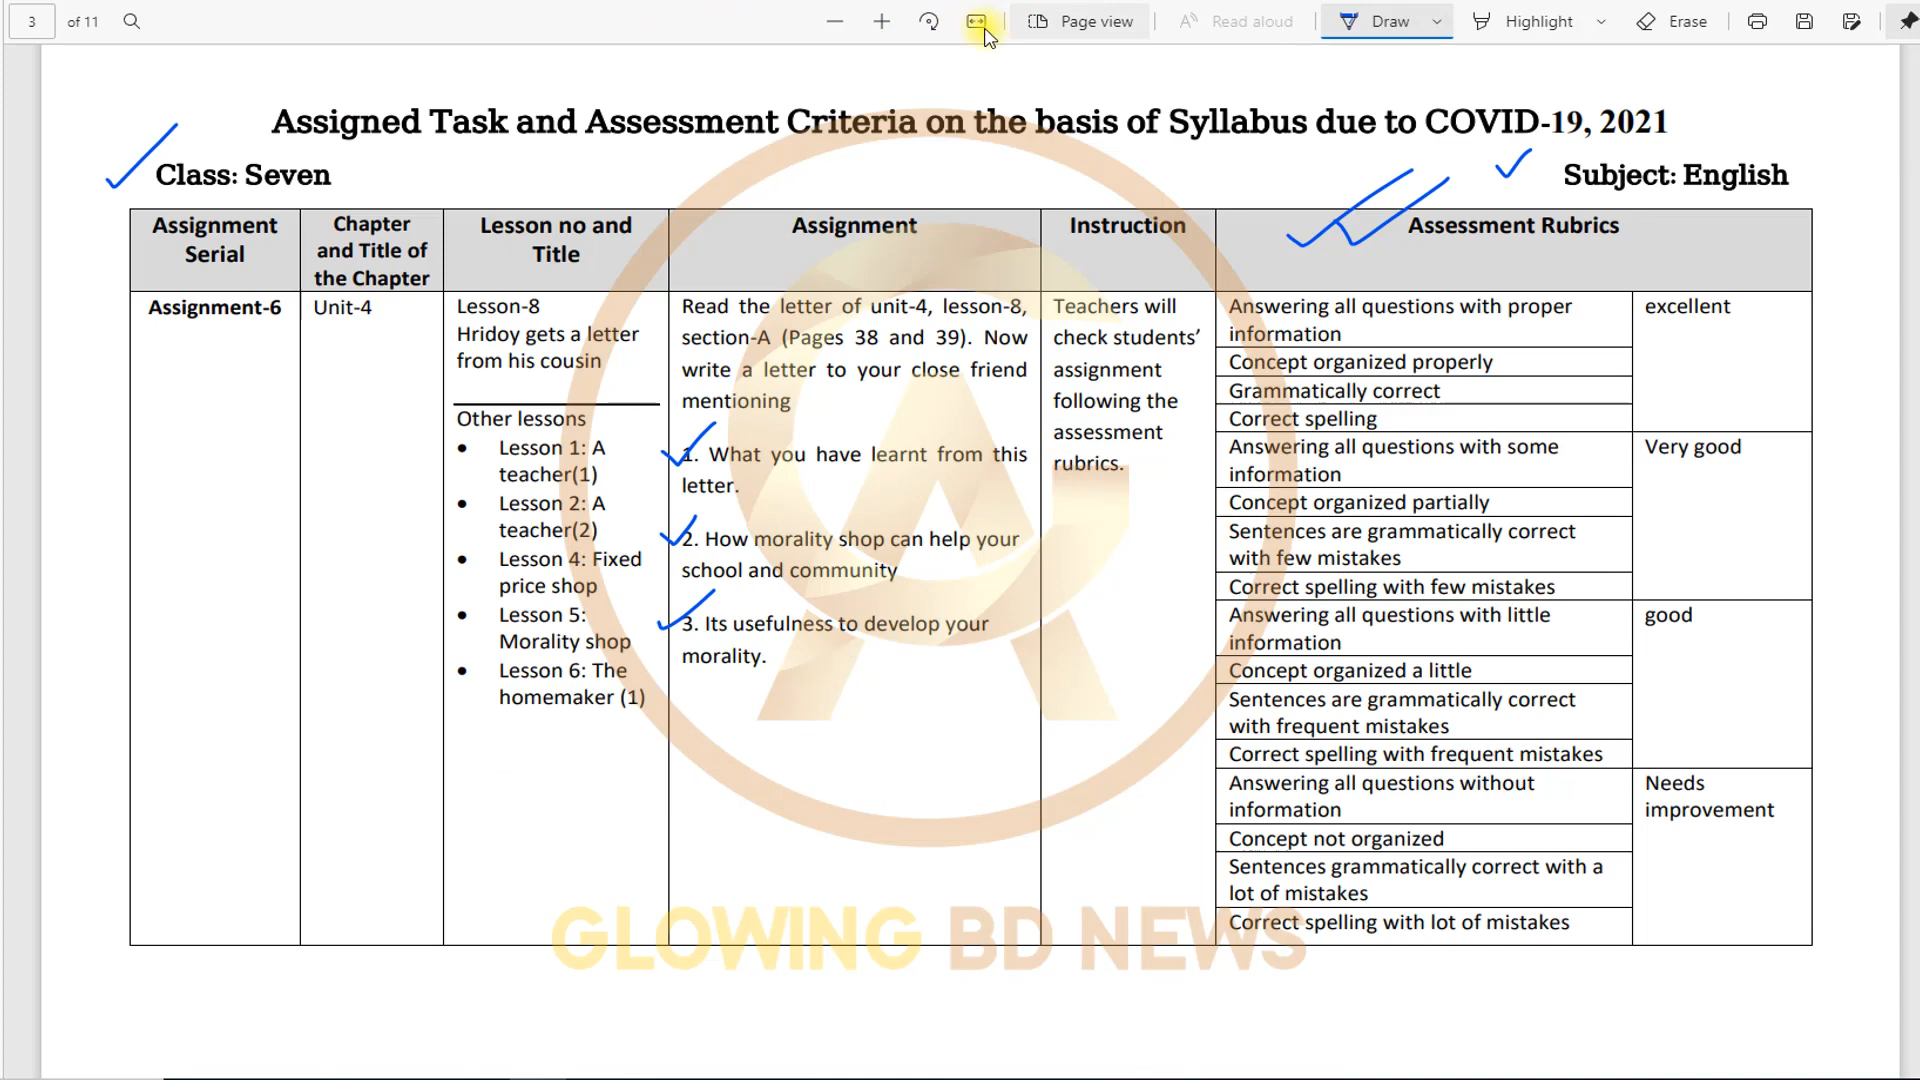 3 of 11 Page view Read aloud Draw Highlight Erase
Assigned Task and Assessment Criteria on the basis of Syllabus due to COVID-19, 2021
Class: Seven
Subject: English
Assignment
Serial
Chapter
and Title of
the Chapter
Lesson no and
Title
Assignment
Instruction
Assessment Rubrics
Assignment-6
Unit-4
Lesson-8
Hridoy gets a letter
from his cousin
Other lessons
• Lesson 1: A
teacher(1)
• Lesson 2: A
teacher(2)
• Lesson 4: Fixed
price shop
• Lesson 5:
Morality shop
• Lesson 6: The
homemaker (1)
Read the letter of unit-4, lesson-8,
section-A (Pages 38 and 39). Now
write a letter to your close friend
mentioning
1. What you have learnt from this
letter.
2. How morality shop can help your
school and community
3. Its usefulness to develop your
morality.
Teachers will
check students’
assignment
following the
assessment
rubrics.
Answering all questions with proper
information
Concept organized properly
Grammatically correct
Correct spelling
excellent
Answering all questions with some
information
Concept organized partially
Sentences are grammatically correct
with few mistakes
Correct spelling with few mistakes
Very good
Answering all questions with little
information
Concept organized a little
Sentences are grammatically correct
with frequent mistakes
Correct spelling with frequent mistakes
good
Answering all questions without
information
Concept not organized
Sentences grammatically correct with a
lot of mistakes
Correct spelling with lot of mistakes
Needs
improvement
GLOWING BD NEWS